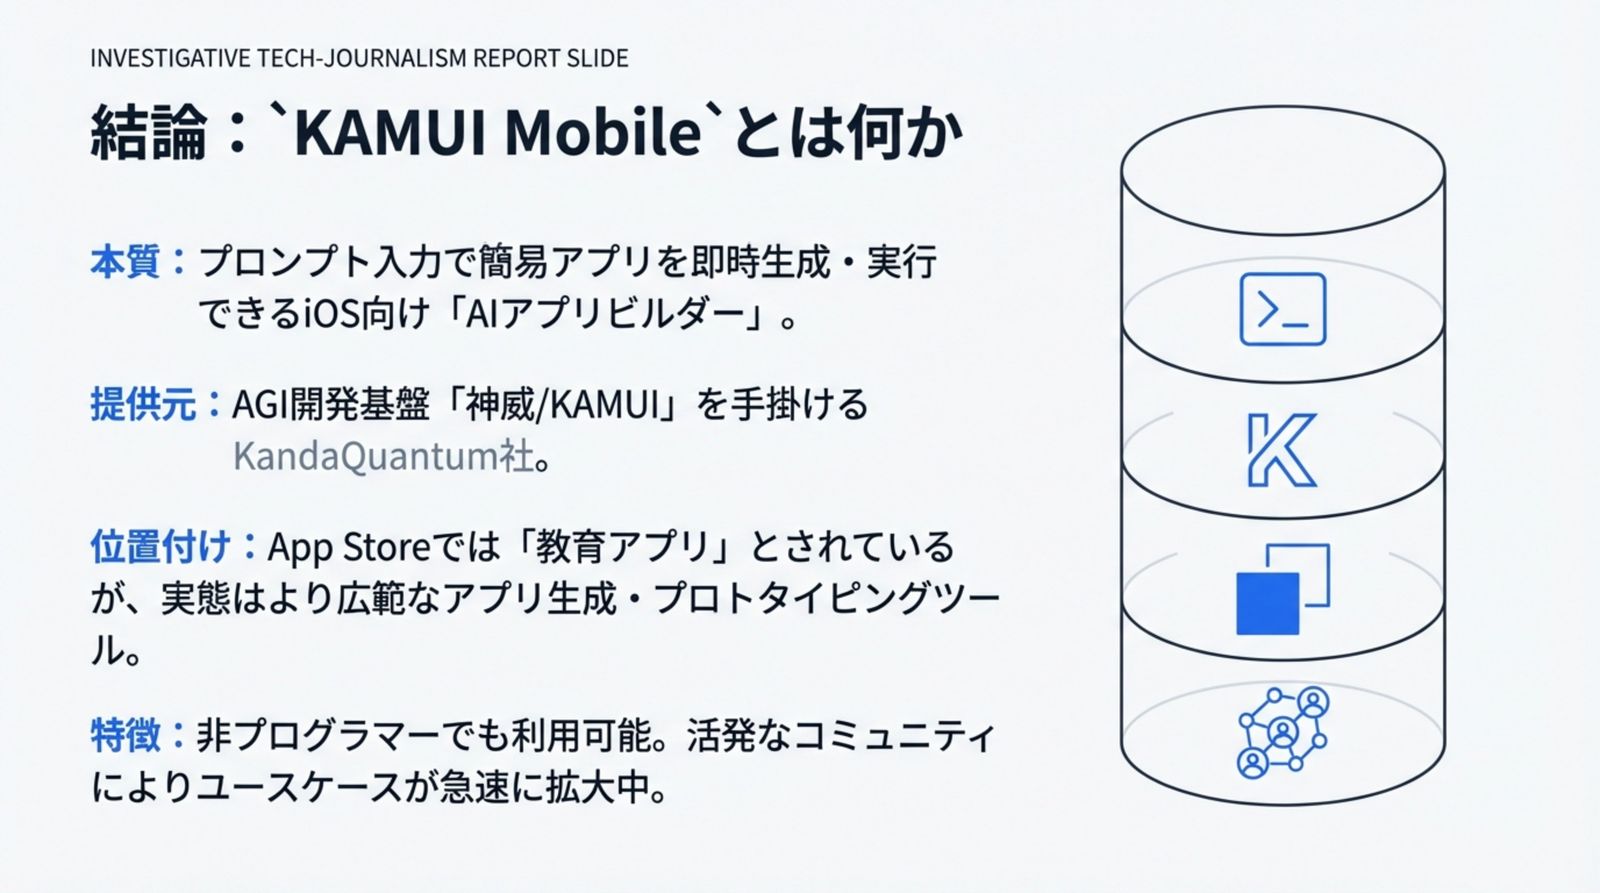 INVESTIGATIVE TECH-JOURNALISM REPORT SLIDE
結論：`KAMUI Mobile`とは何か
本質：プロンプト入力で簡易アプリを即時生成・実行
できるiOS向け「AIアプリビルダー」。
提供元：AGI開発基盤「神威/KAMUI」を手掛ける
KandaQuantum社。
位置付け：App Storeでは「教育アプリ」とされている
が、実態はより広範なアプリ生成・プロトタイピングツー
ル。
特徴：非プログラマーでも利用可能。活発なコミュニティ
によりユースケースが急速に拡大中。
>_
K